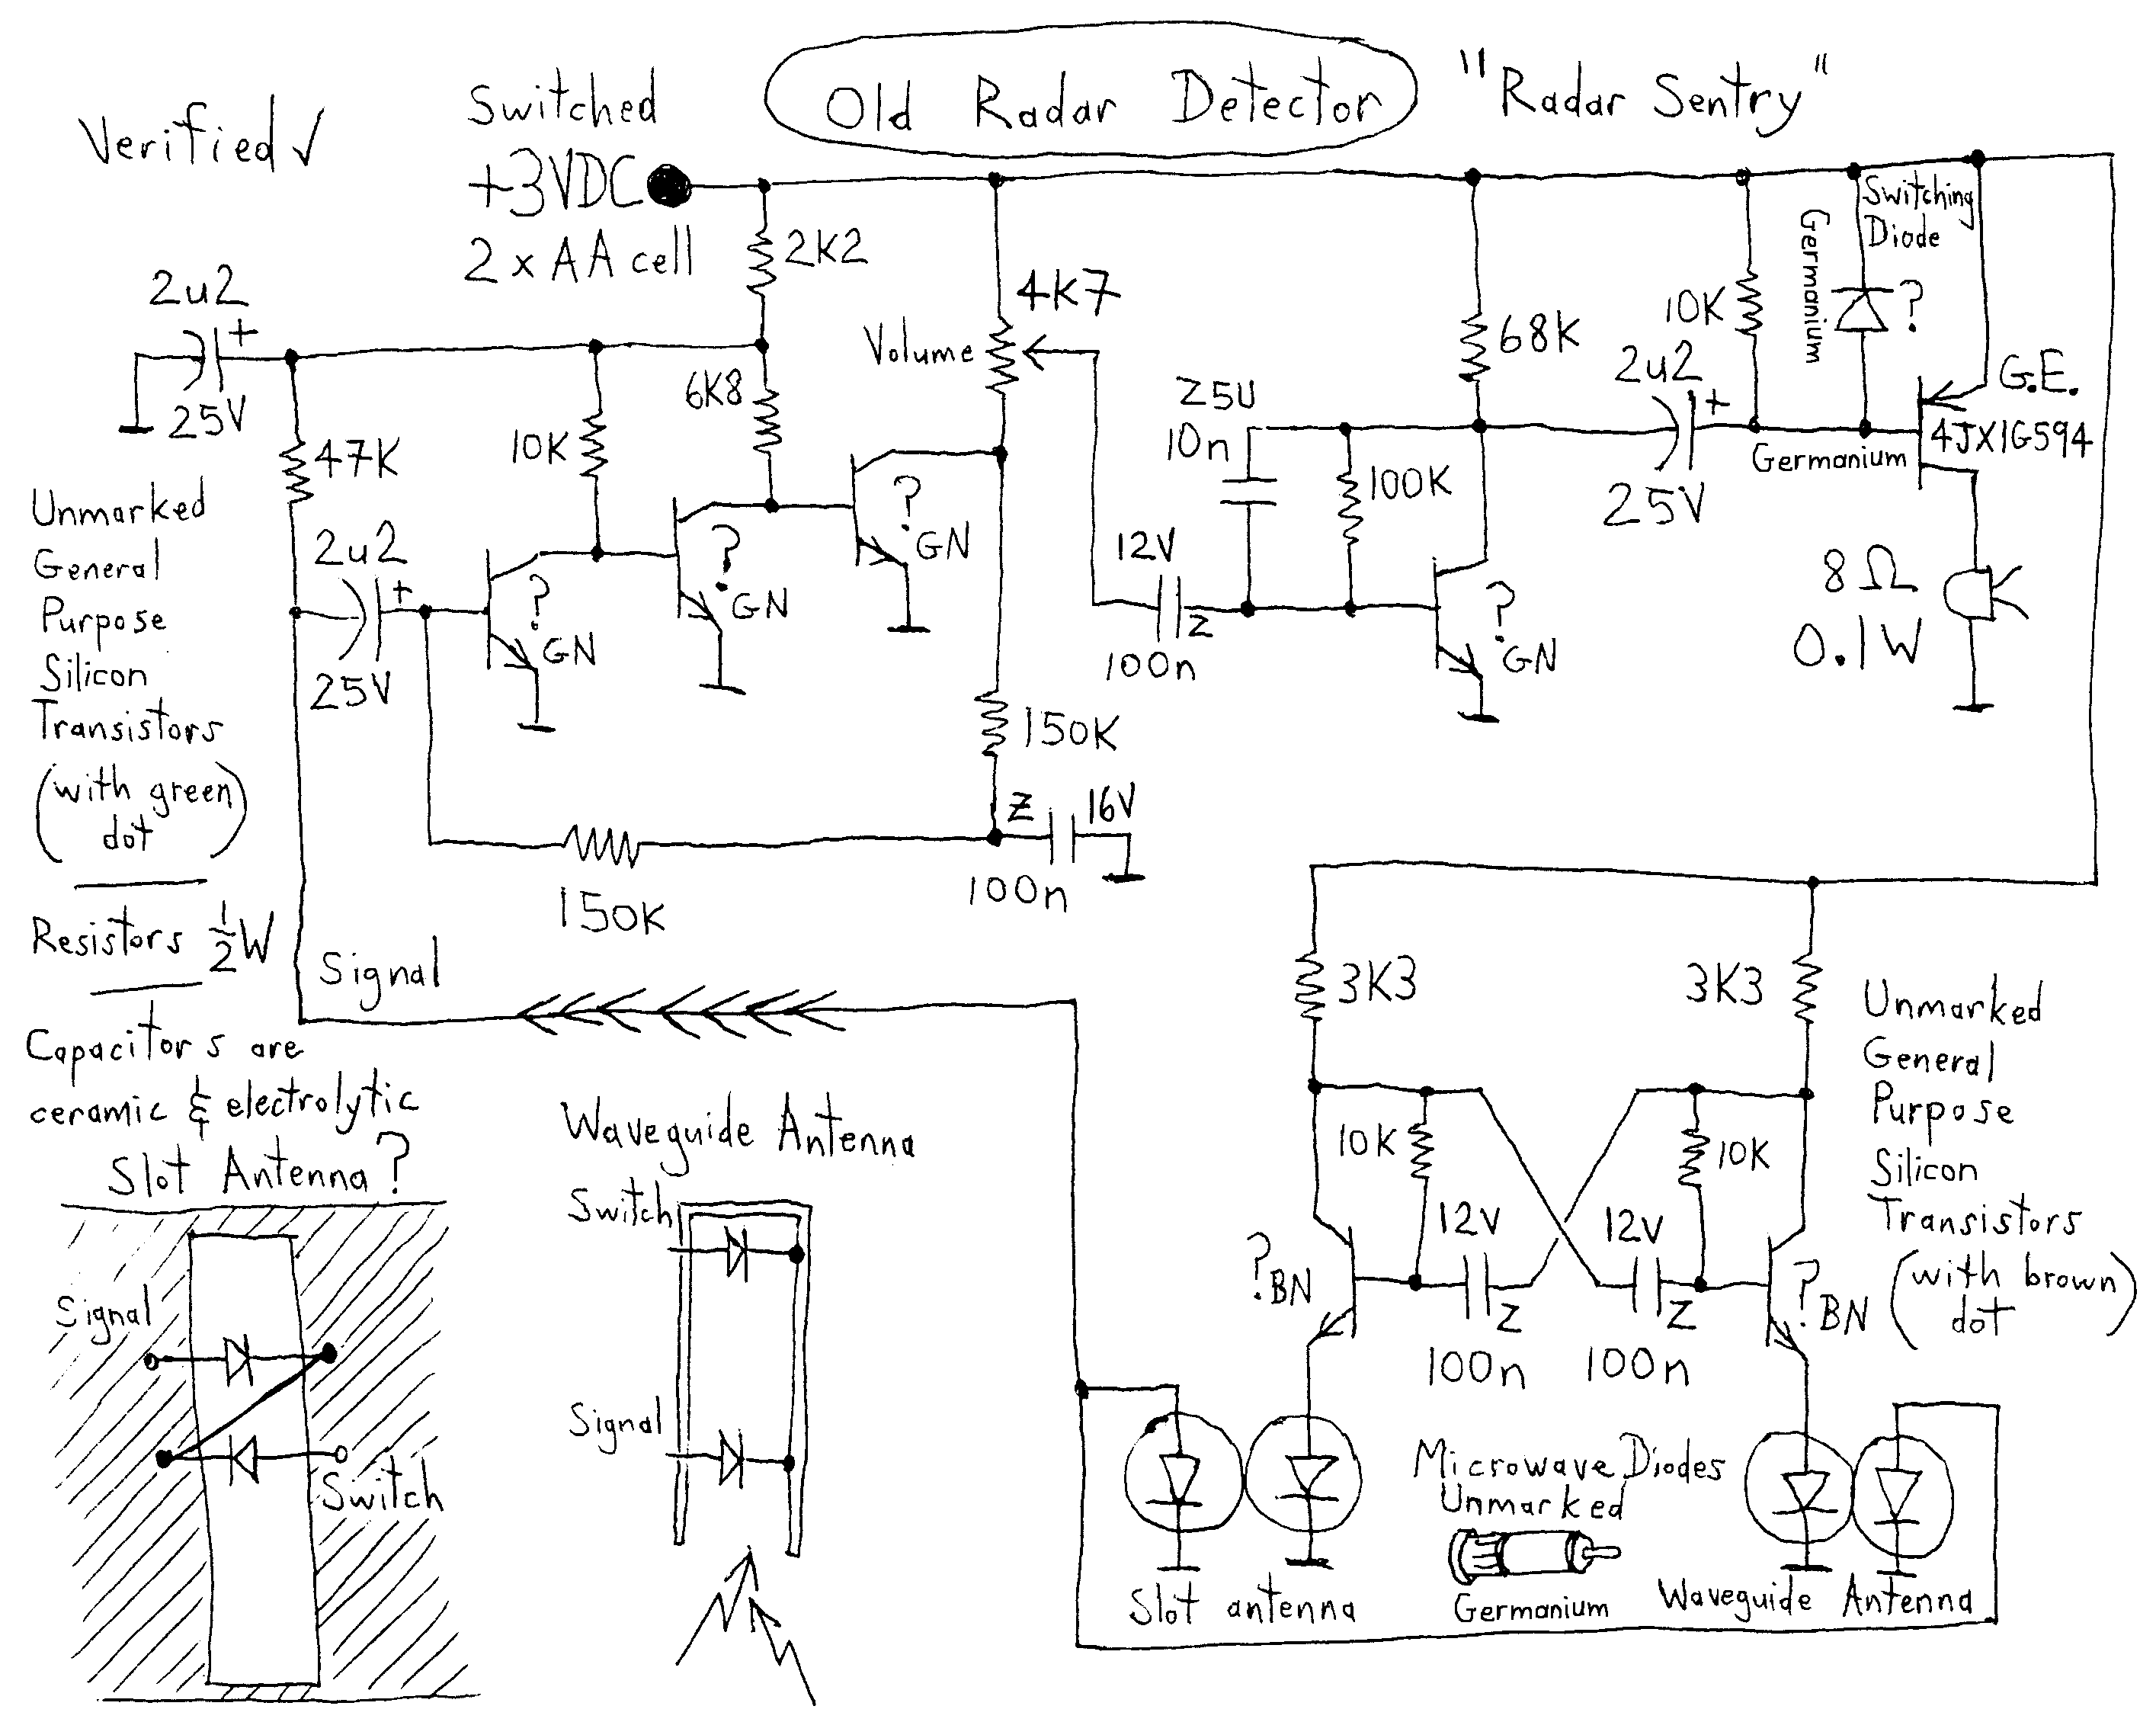 Old Radar Detector
"Radar Sentry"
Verified ✓
Switched
+3VDC
2 x AA cell
2K2
4K7
Volume
68K
10K
Germanium
Switching
Diode
?
G.E.
4JX1G594
Germanium
2u2
+
25V
2u2
+
25V
47K
10K
6K8
Z5U
10n
100K
8Ω
0.1W
12V
Z
100n
?
GN
?
GN
?
GN
?
GN
2u2
+
25V
Unmarked
General
Purpose
Silicon
Transistors
(with green)
dot
150K
Z
16V
100n
150K
Resistors ½W
Signal
Capacitors are
ceramic & electrolytic
3K3
3K3
10K
10K
12V
Z
100n
12V
Z
100n
?
BN
?
BN
Unmarked
General
Purpose
Silicon
Transistors
(with brown)
dot
Slot Antenna?
Signal
Switch
Waveguide Antenna
Switch
Signal
Slot antenna
Microwave Diodes
Unmarked
Germanium
Waveguide Antenna